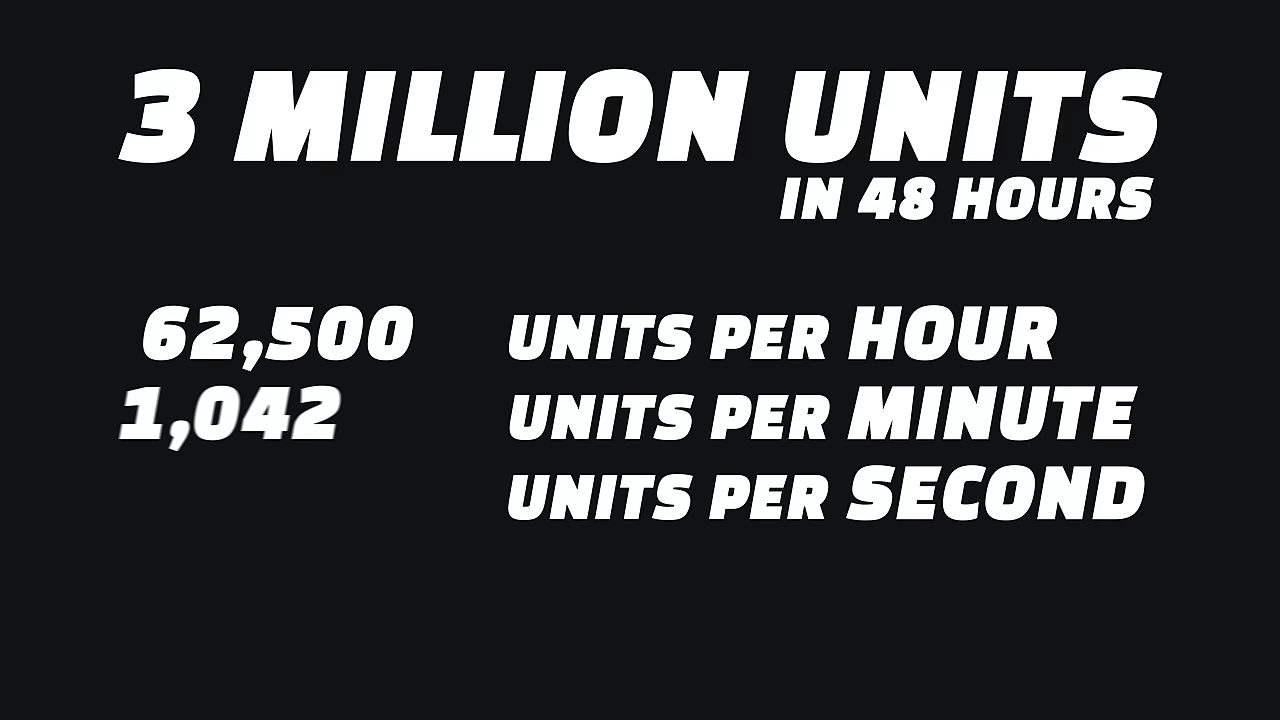 3 MILLION UNITS
IN 48 HOURS
62,500 UNITS PER HOUR
1,042 UNITS PER MINUTE
UNITS PER SECOND